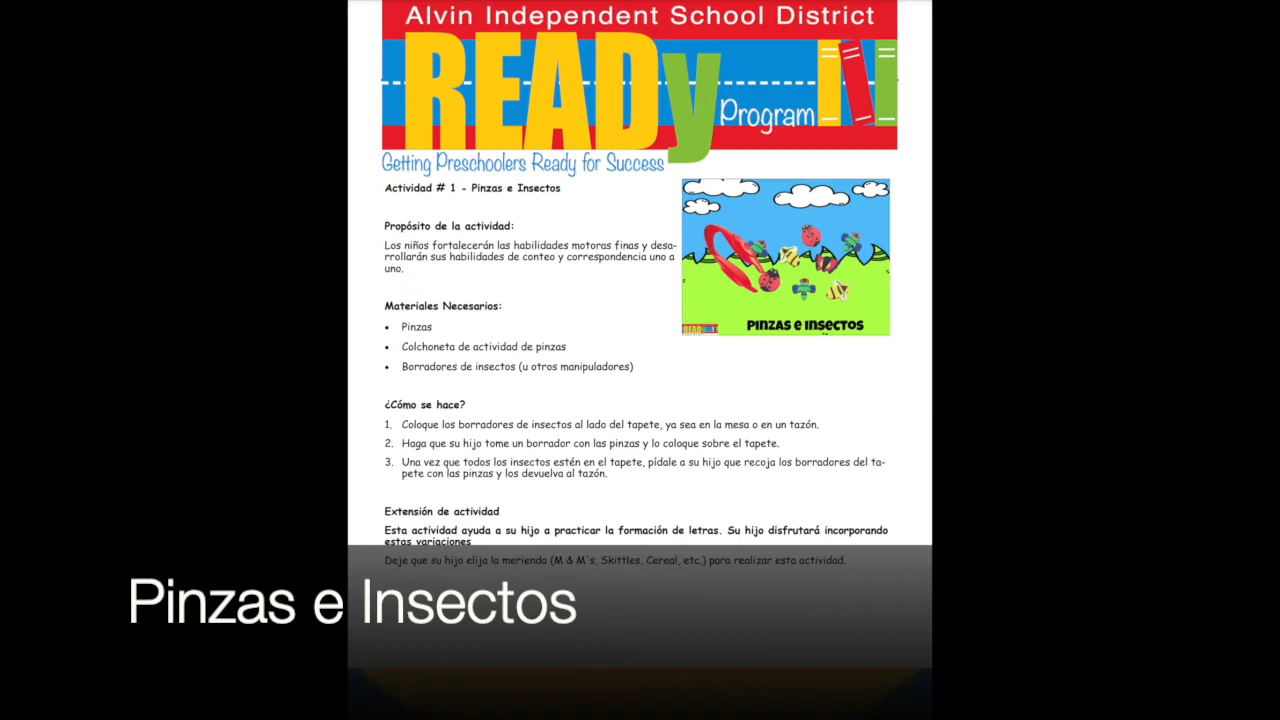 Alvin Independent School District
READy
Program
Getting Preschoolers Ready for Success
Actividad # 1 - Pinzas e Insectos
Propósito de la actividad:
Los niños fortalecerán las habilidades motoras finas y desa-
rrollarán sus habilidades de conteo y correspondencia uno a
uno.
PINZAS E INSECTOS
Materiales Necesarios:
• Pinzas
• Colchoneta de actividad de pinzas
• Borradores de insectos (u otros manipuladores)
¿Cómo se hace?
1. Coloque los borradores de insectos al lado del tapete, ya sea en la mesa o en un tazón.
2. Haga que su hijo tome un borrador con las pinzas y lo coloque sobre el tapete.
3. Una vez que todos los insectos estén en el tapete, pídale a su hijo que recoja los borradores del ta-
pete con las pinzas y los devuelva al tazón.
Extensión de actividad
Esta actividad ayuda a su hijo a practicar la formación de letras. Su hijo disfrutará incorporando
estas variaciones
Deje que su hijo elija la merienda (M & M's, Skittles, Cereal, etc.) para realizar esta actividad.
Pinzas e Insectos